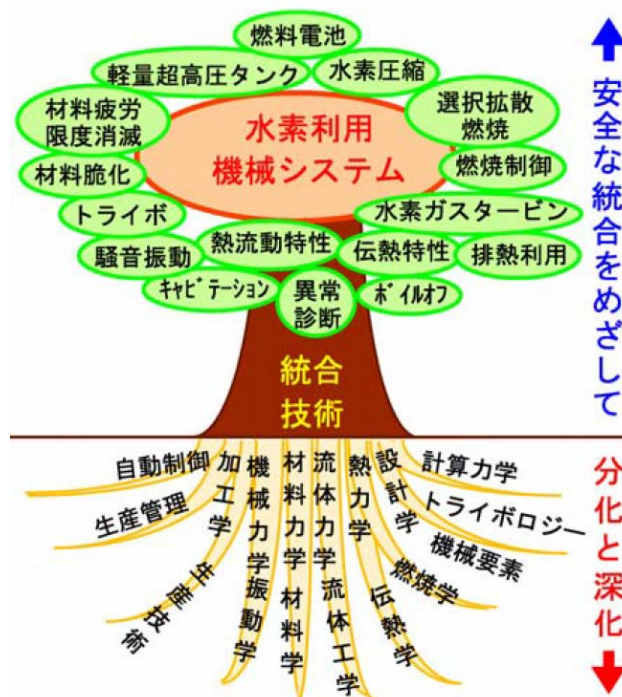 燃料電池
軽量超高圧タンク
水素圧縮
材料疲労
限度消滅
選択拡散
燃焼
水素利用
機械システム
材料脆化
燃焼制御
トライボ
水素ガスタービン
騒音振動
熱流動特性
伝熱特性
排熱利用
キャビテーション
異常
診断
ボイルオフ
統合
技術
安全な統合をめざして
自動制御
生産管理
加工学
生産技術
機械力学
振動学
材料力学
材料学
流体力学
流体工学
熱力学
伝熱学
設計学
燃焼学
計算力学
トライボロジー
機械要素
分化と深化